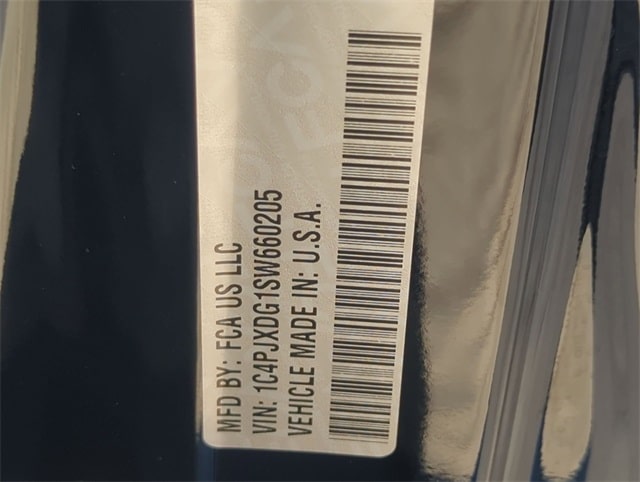 MFD BY: FCA US LLC
VIN: 1C4PJXDG1SW660205
VEHICLE MADE IN: U.S.A.